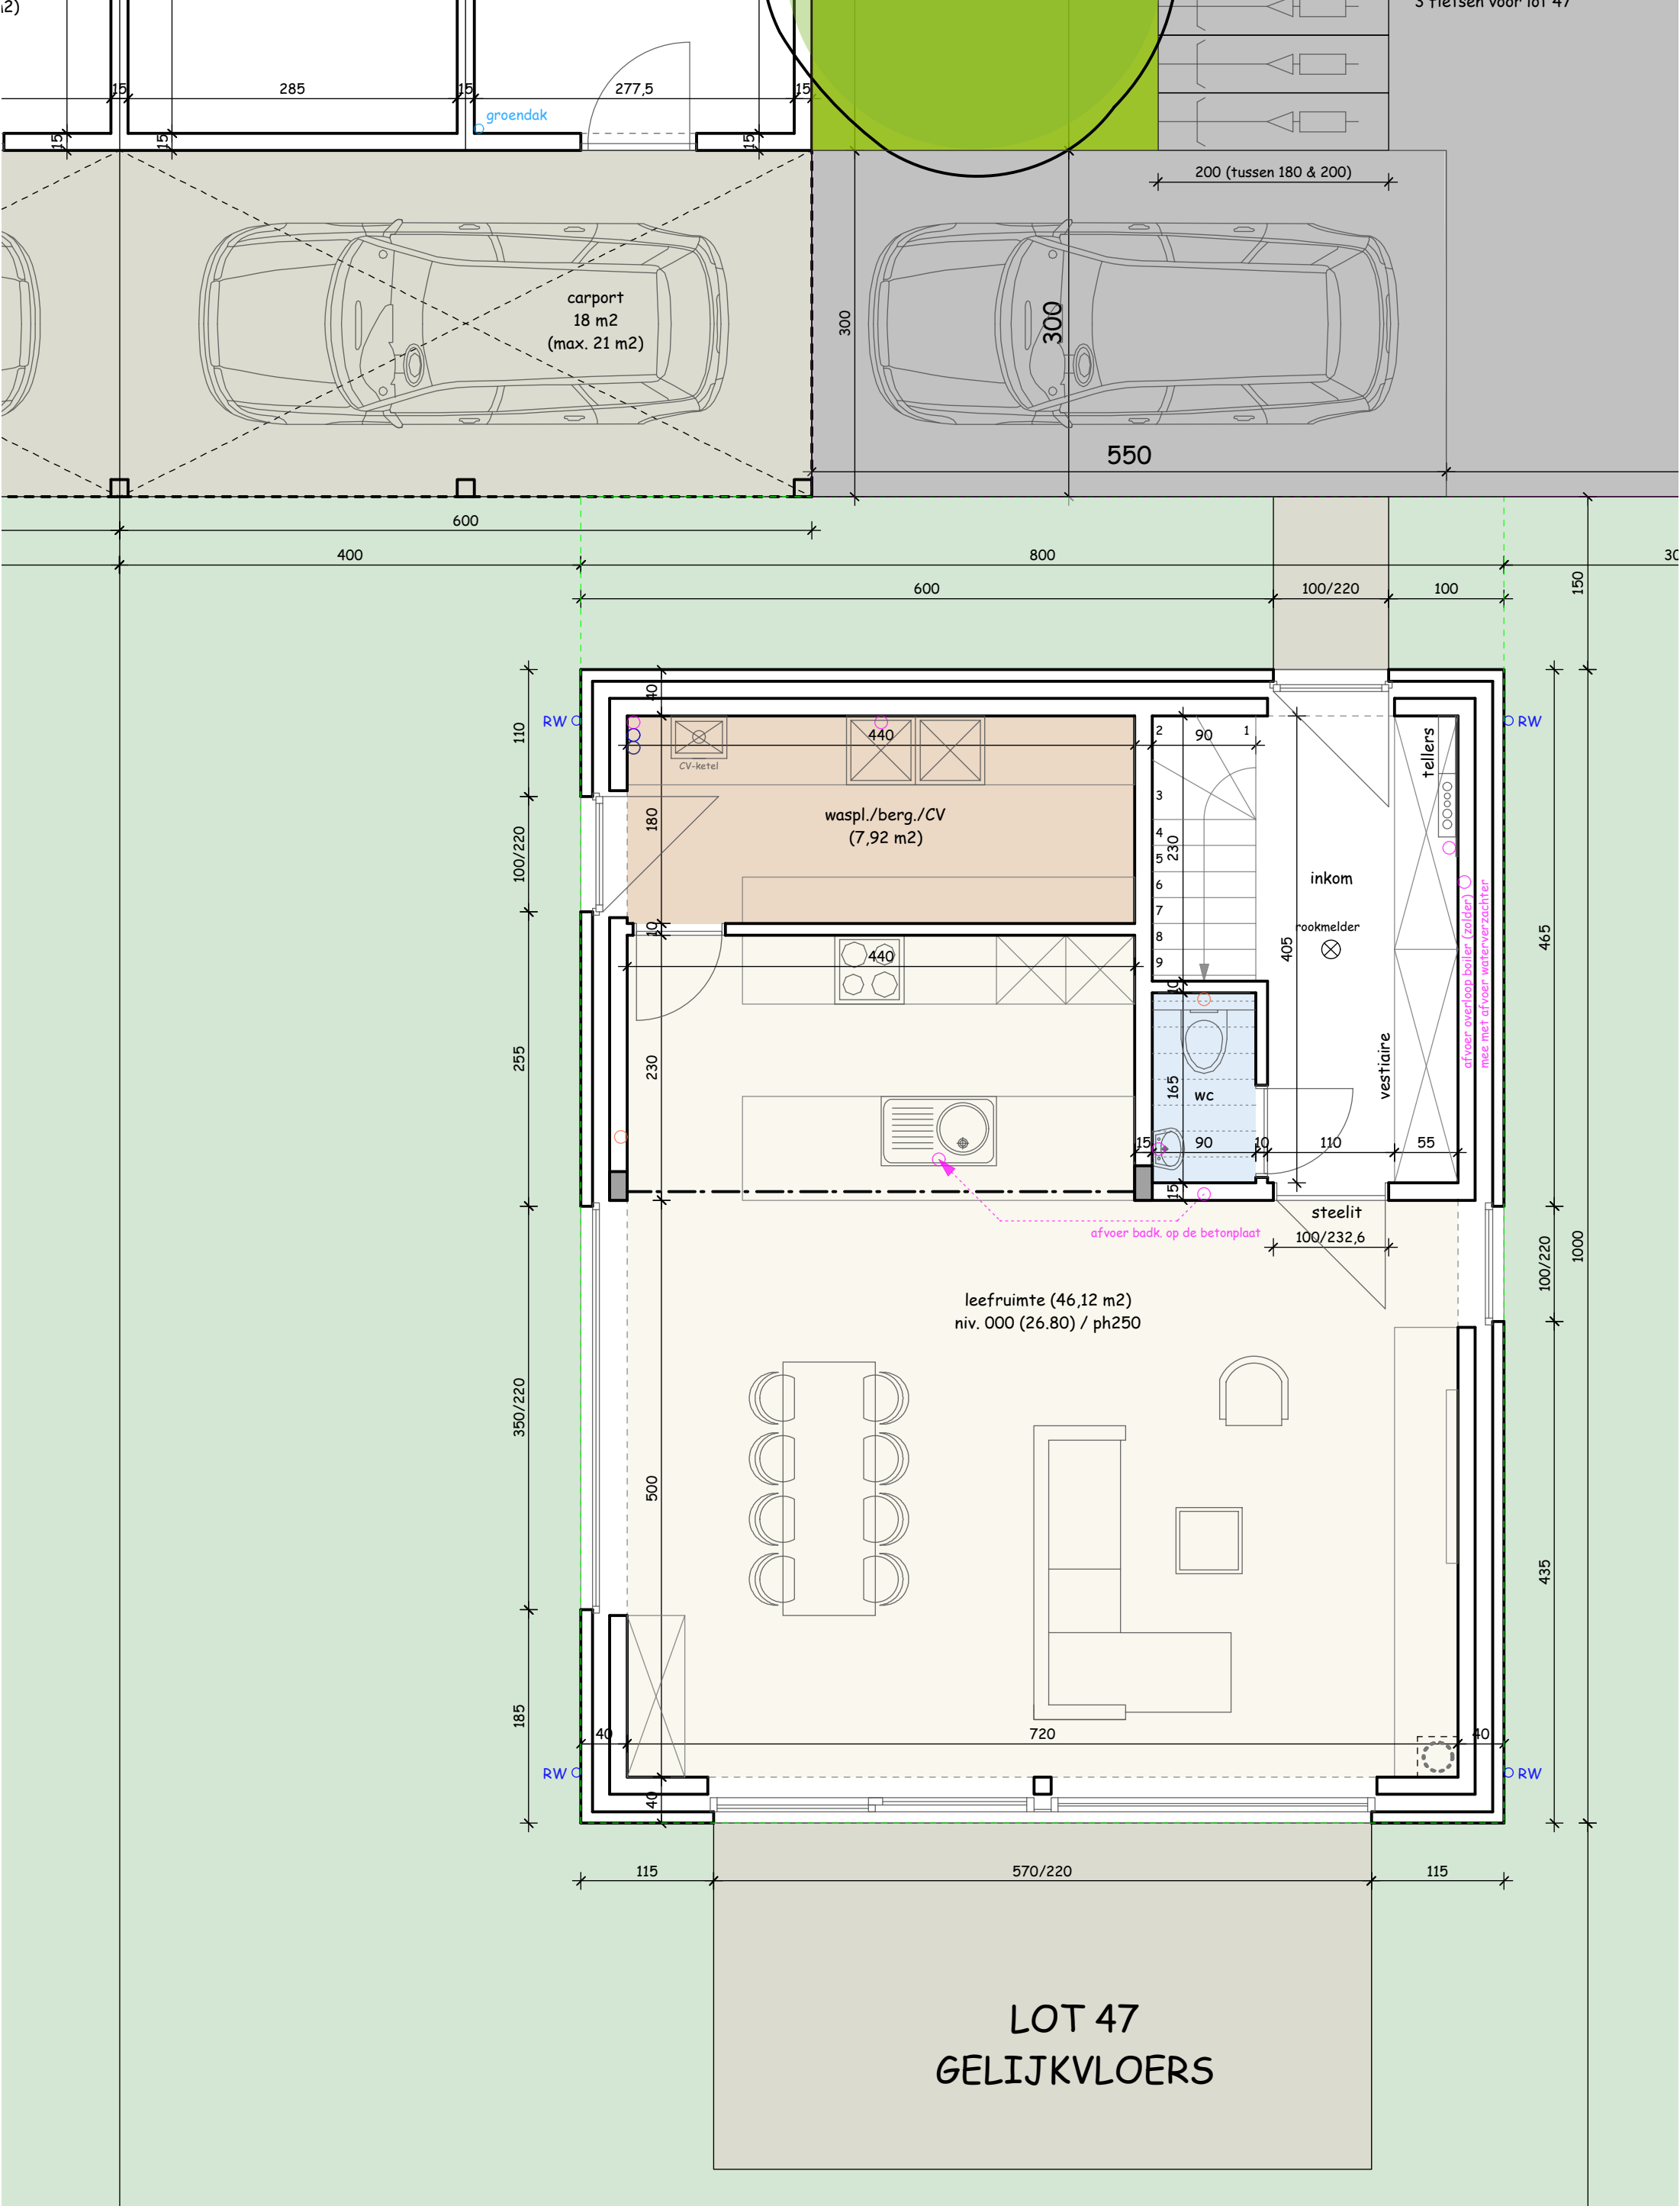 3 fietsen voor lot 47
15
285
15
277,5
15
groendak
15
15
15
200 (tussen 180 & 200)
carport
18 m2
(max. 21 m2)
300
300
550
600
400
800
600
100/220
100
150
40
RW
RW
110
440
2
90
1
tellers
CV-ketel
3
waspl./berg./CV
(7,92 m2)
180
4
230
5
100/220
6
inkom
7
10
8
rookmelder
465
405
440
9
10
afvoer overloop boiler (zolder)
mee met afvoer waterverzachter
255
230
165
vestiaire
wc
15
90
10
110
55
15
steelit
afvoer badk. op de betonplaat
100/232,6
100/220
1000
leefruimte (46,12 m2)
niv. 000 (26.80) / ph250
350/220
500
435
185
40
720
40
RW
RW
40
115
570/220
115
LOT 47
GELIJKVLOERS